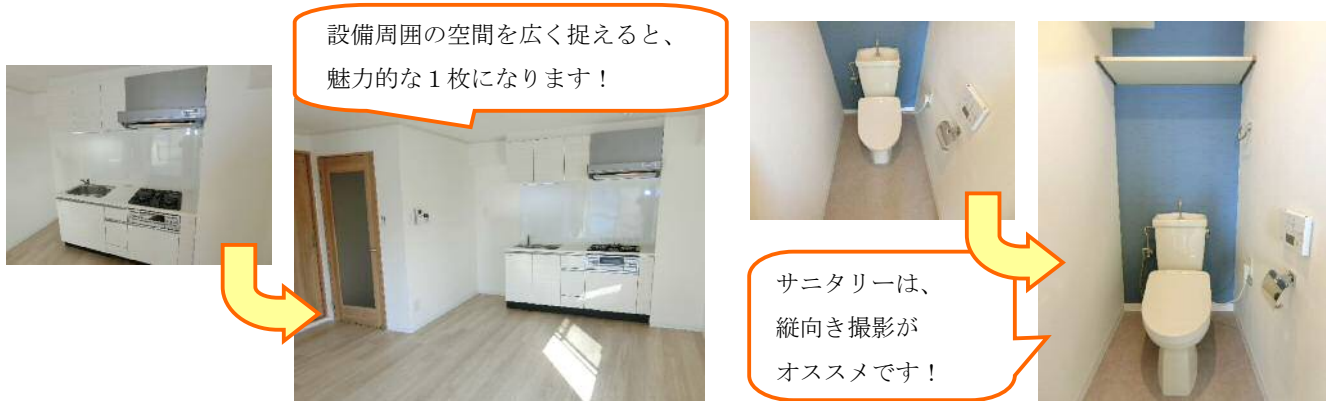 設備周囲の空間を広く捉えると、
魅力的な１枚になります！
サニタリーは、
縦向き撮影が
オススメです！